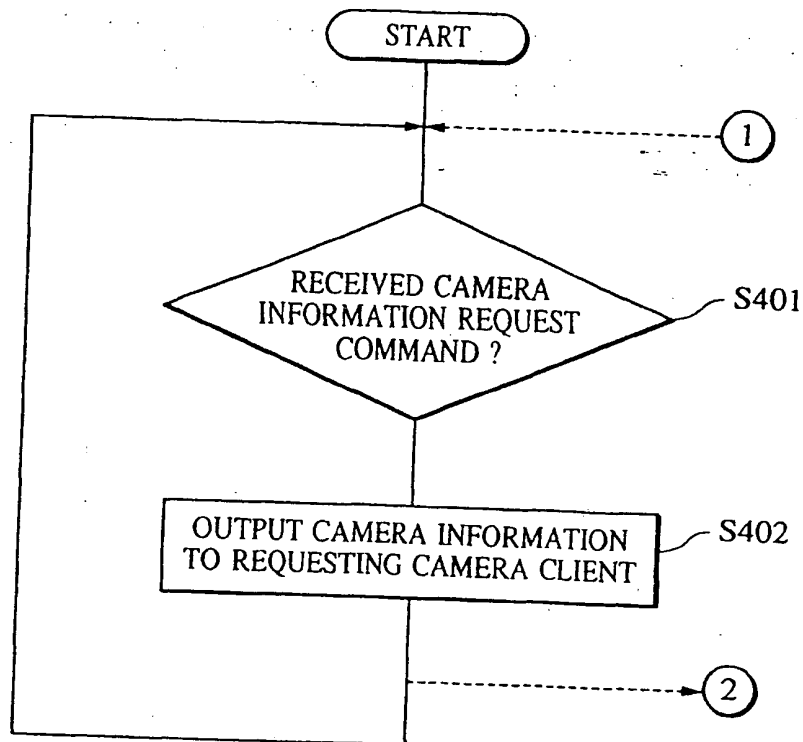 START
1
RECEIVED CAMERA
INFORMATION REQUEST
COMMAND ?
S401
OUTPUT CAMERA INFORMATION
TO REQUESTING CAMERA CLIENT
S402
2